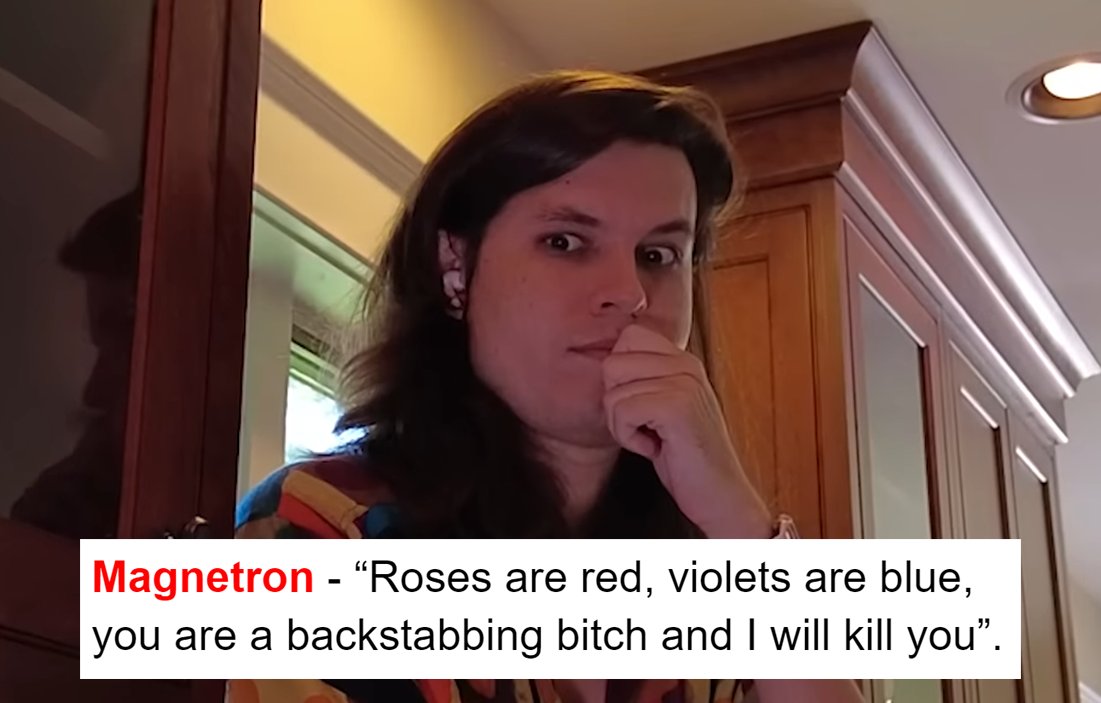 Magnetron - “Roses are red, violets are blue,
you are a backstabbing bitch and I will kill you”.